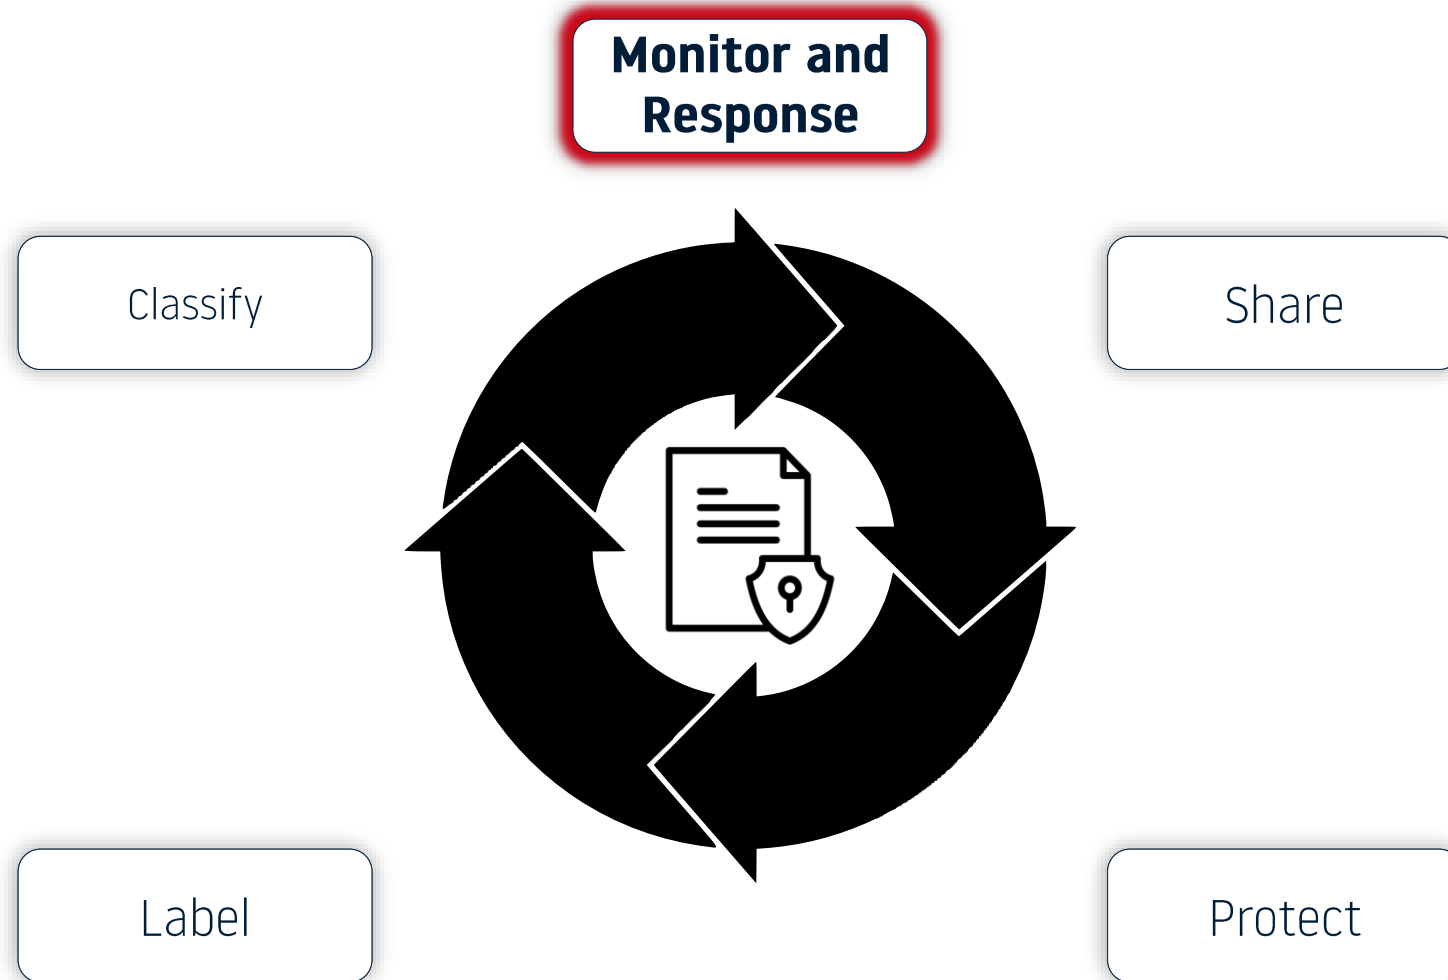 Monitor and
Response
Classify
Share
Label
Protect